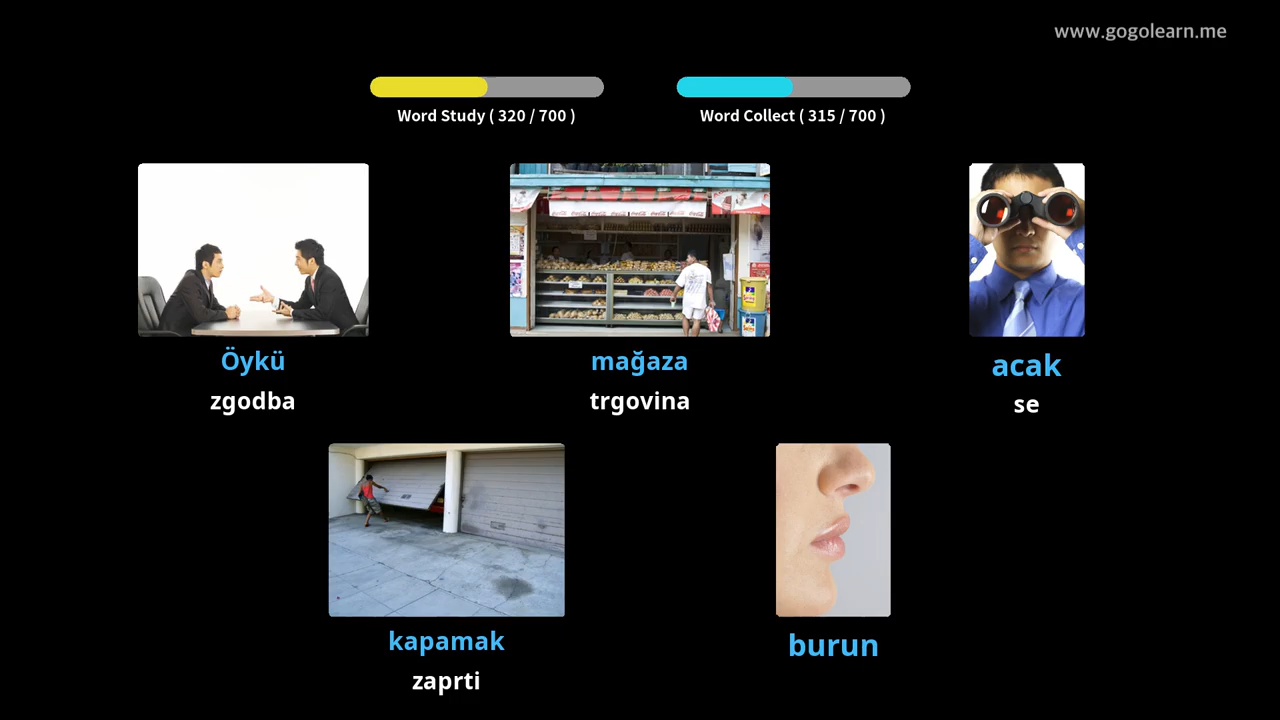 www.gogolearn.me
Word Study ( 320 / 700 )
Word Collect ( 315 / 700 )
Öykü
zgodba
mağaza
trgovina
acak
se
kapamak
zaprti
burun